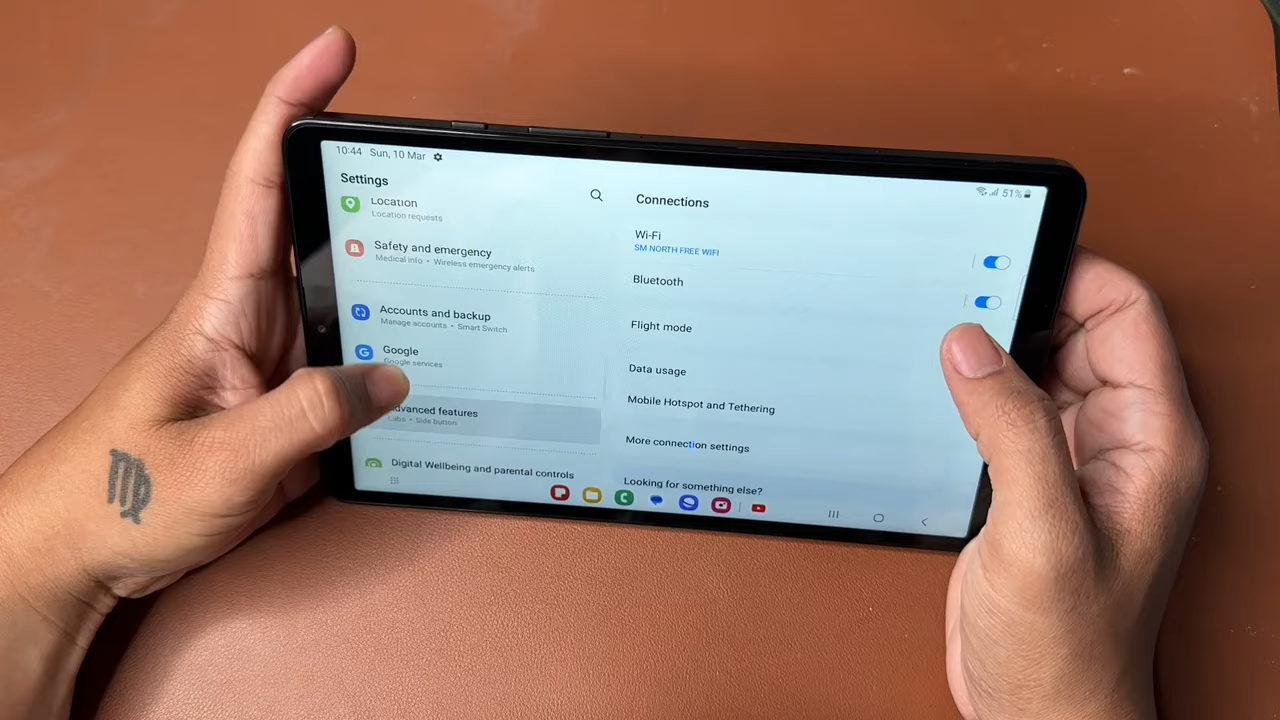 10:44 Sun, 10 Mar
51%
Settings
Location
Location requests
Safety and emergency
Medical info • Wireless emergency alerts
Accounts and backup
Manage accounts • Smart Switch
Google
Google services
dvanced features
Labs • Side button
Digital Wellbeing and parental controls
Connections
Wi-Fi
SM NORTH FREE WIFI
Bluetooth
Flight mode
Data usage
Mobile Hotspot and Tethering
More connection settings
Looking for something else?